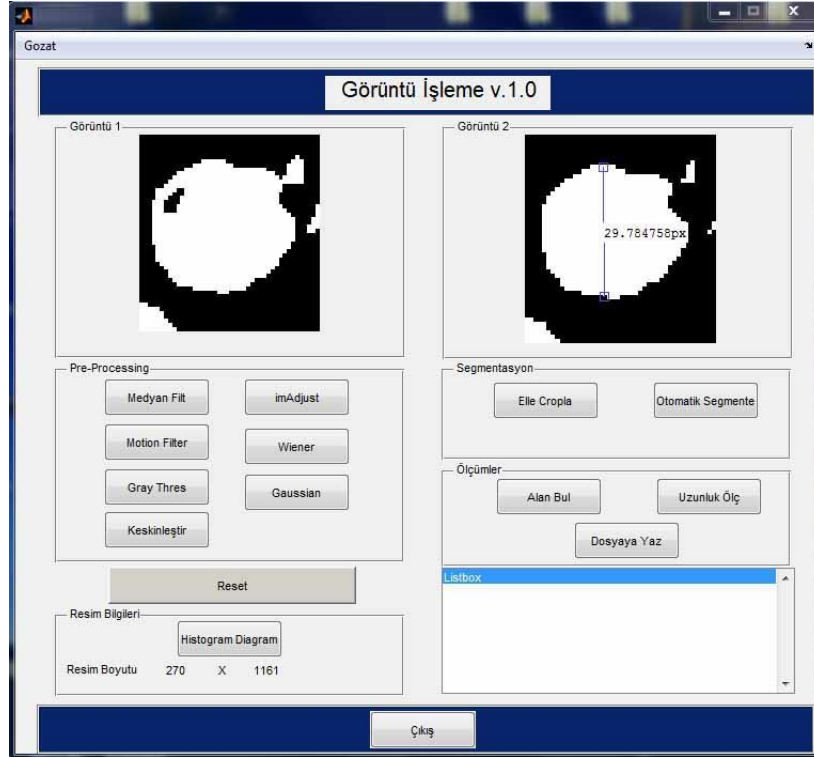 Gozat
Görüntü İşleme v.1.0
Görüntü 1
Görüntü 2
29.784758px
Pre-Processing
Medyan Filt
imAdjust
Motion Filter
Wiener
Gray Thres
Gaussian
Keskinleştir
Segmentasyon
Elle Cropla
Otomatik Segmente
Ölçümler
Alan Bul
Uzunluk Ölç
Dosyaya Yaz
Reset
Listbox
Resim Bilgileri
Histogram Diagram
Resim Boyutu 270 X 1161
Çıkış